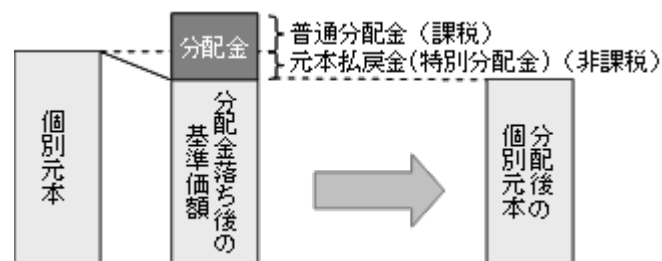 分配金
普通分配金（課税）
元本払戻金(特別分配金)（非課税）
個別元本
分配金落ち後の
基準価額
分配後の
個別元本